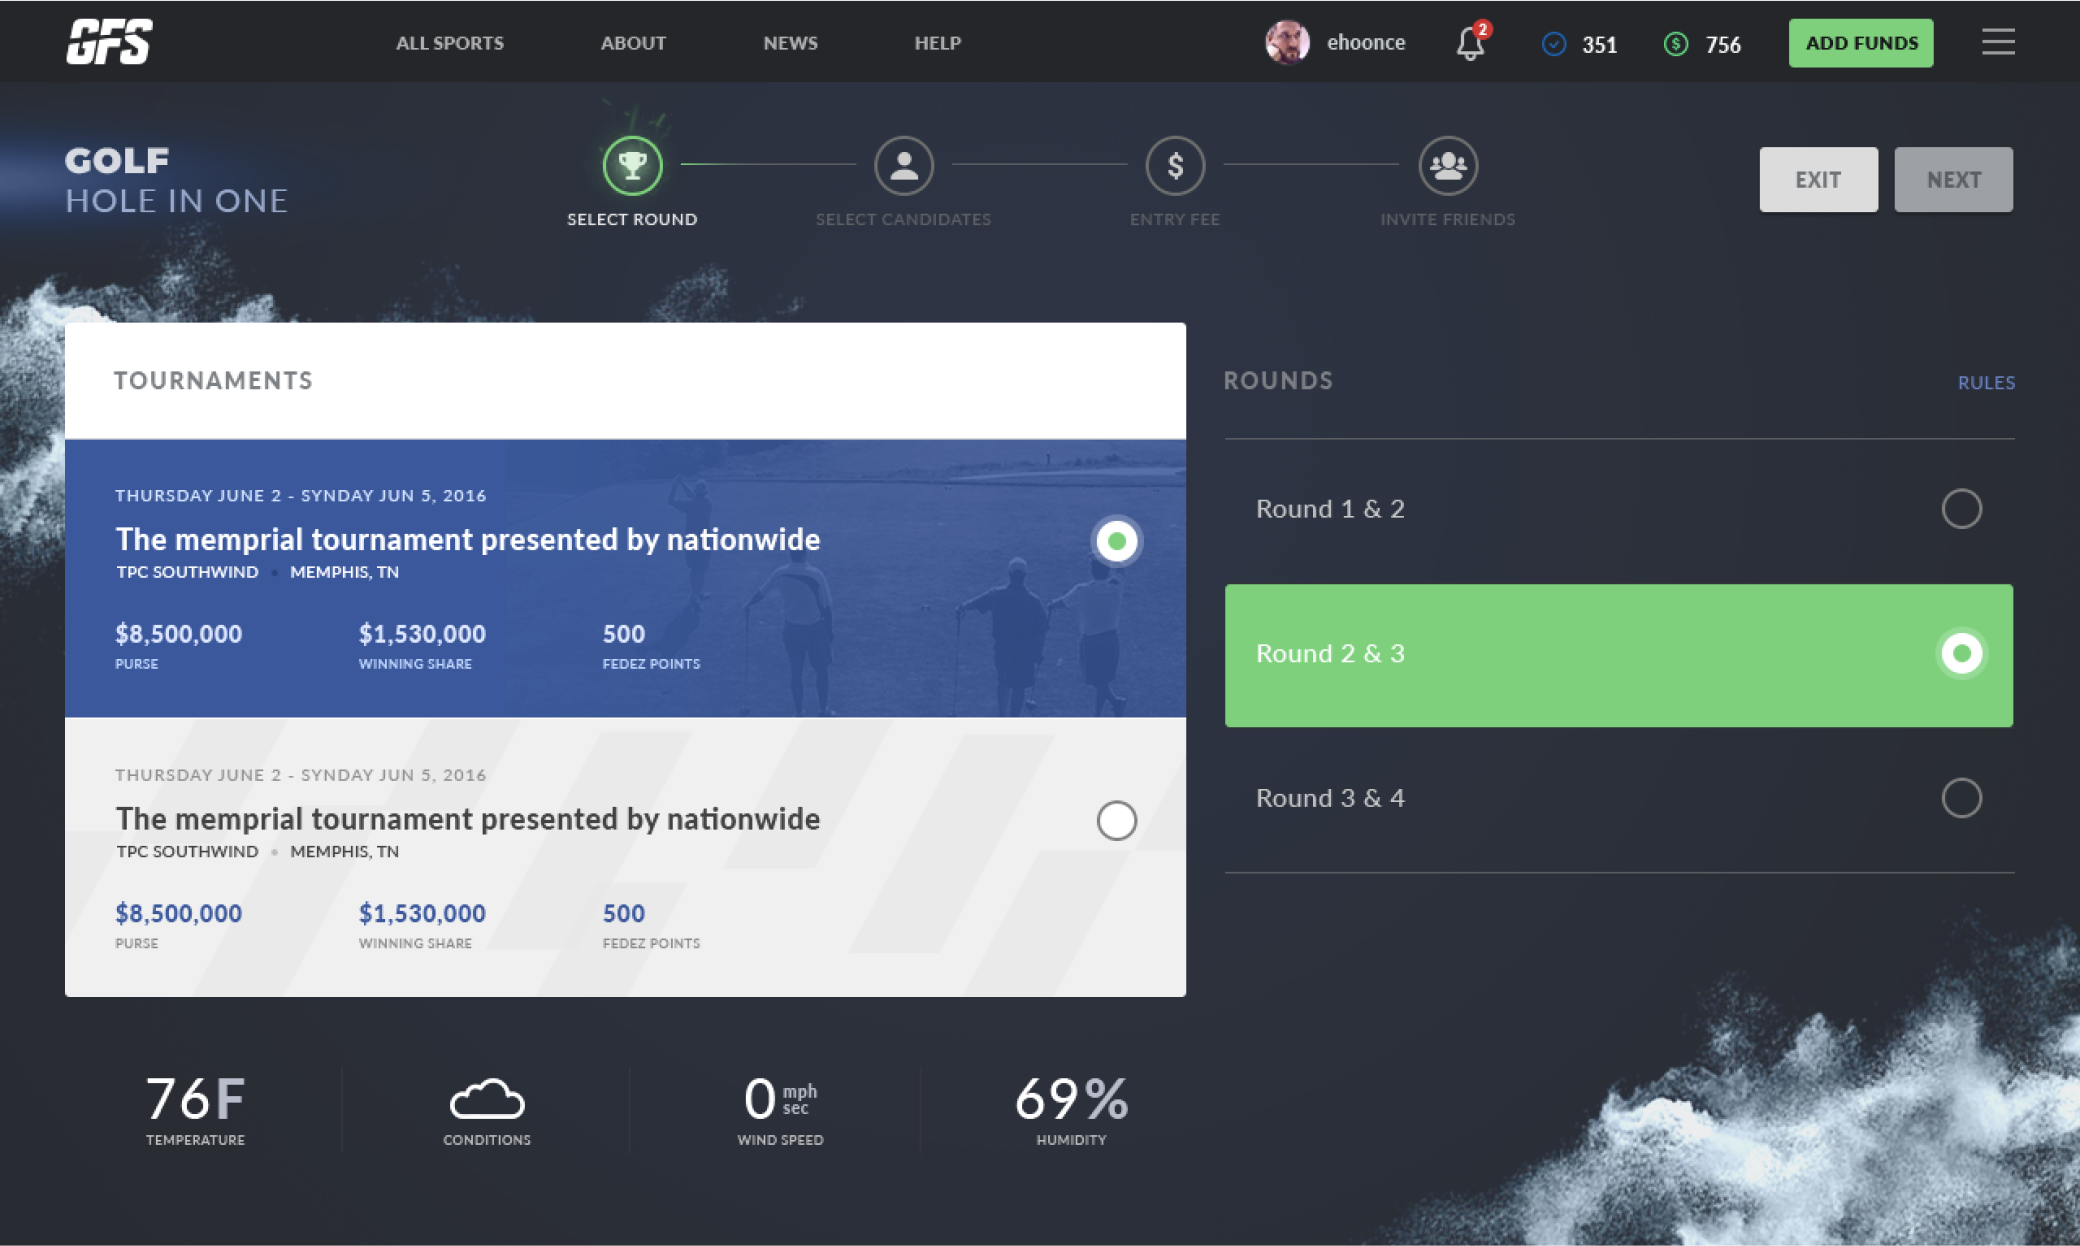 GFS
ALL SPORTS
ABOUT
NEWS
HELP
ehoonce
2
351
$
756
ADD FUNDS
GOLF
HOLE IN ONE
$
SELECT ROUND
SELECT CANDIDATES
ENTRY FEE
INVITE FRIENDS
EXIT
NEXT
TOURNAMENTS
THURSDAY JUNE 2 - SYNDAY JUN 5, 2016
The memprial tournament presented by nationwide
TPC SOUTHWIND • MEMPHIS, TN
$8,500,000
PURSE
$1,530,000
WINNING SHARE
500
FEDEZ POINTS
THURSDAY JUNE 2 - SYNDAY JUN 5, 2016
The memprial tournament presented by nationwide
TPC SOUTHWIND • MEMPHIS, TN
$8,500,000
PURSE
$1,530,000
WINNING SHARE
500
FEDEZ POINTS
ROUNDS
RULES
Round 1 & 2
Round 2 & 3
Round 3 & 4
76F
TEMPERATURE
CONDITIONS
0 mph
sec
WIND SPEED
69%
HUMIDITY